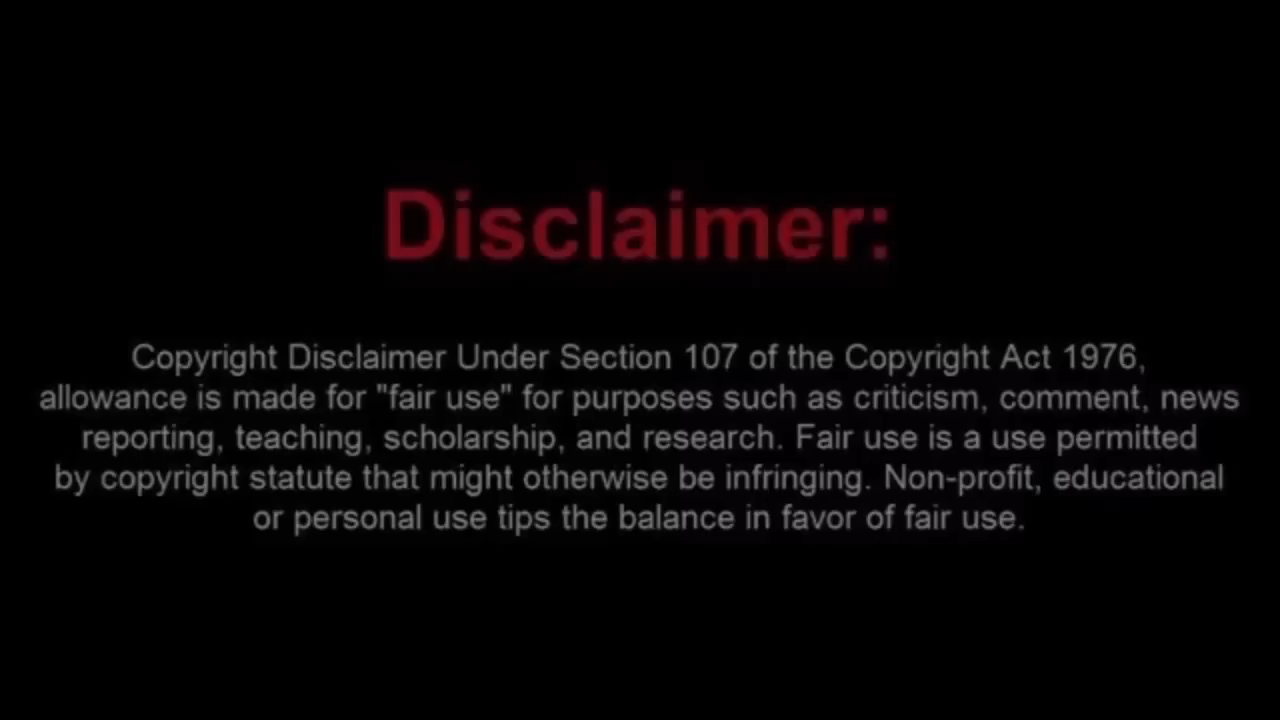 Disclaimer:
Copyright Disclaimer Under Section 107 of the Copyright Act 1976,
allowance is made for "fair use" for purposes such as criticism, comment, news
reporting, teaching, scholarship, and research. Fair use is a use permitted
by copyright statute that might otherwise be infringing. Non-profit, educational
or personal use tips the balance in favor of fair use.